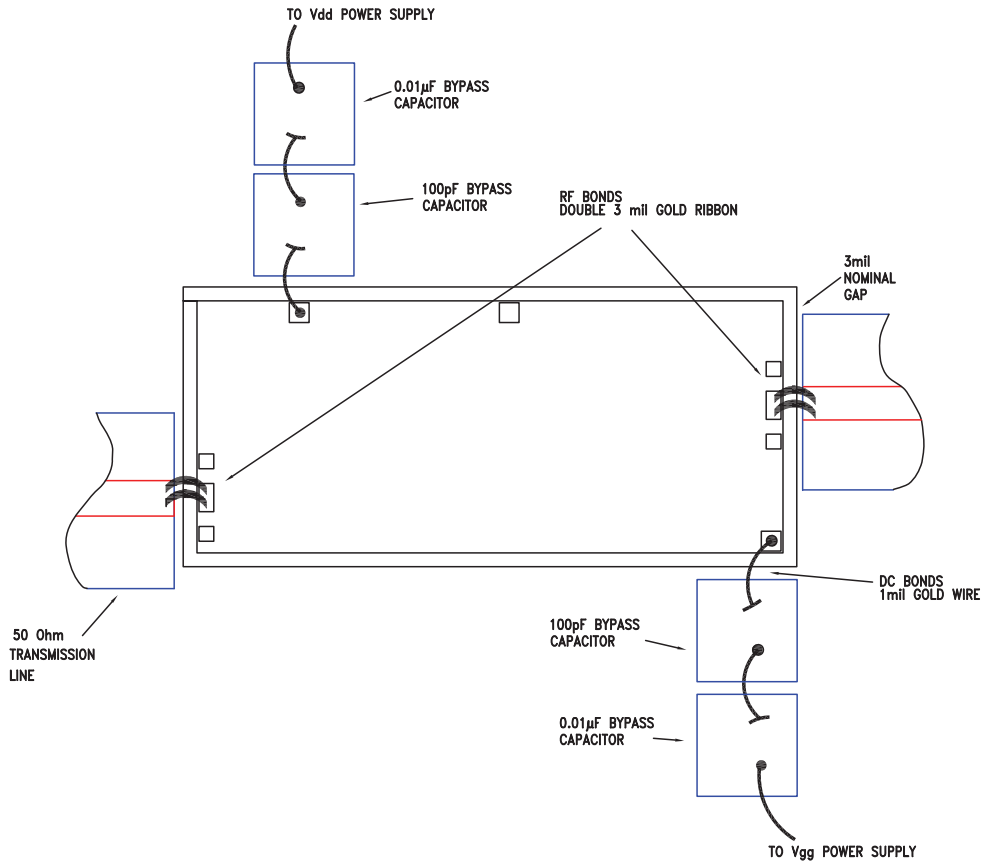 TO Vdd POWER SUPPLY
0.01μF BYPASS
CAPACITOR
100pF BYPASS
CAPACITOR
RF BONDS
DOUBLE 3 mil GOLD RIBBON
3mil
NOMINAL
GAP
50 Ohm
TRANSMISSION
LINE
DC BONDS
1mil GOLD WIRE
100pF BYPASS
CAPACITOR
0.01μF BYPASS
CAPACITOR
TO Vgg POWER SUPPLY